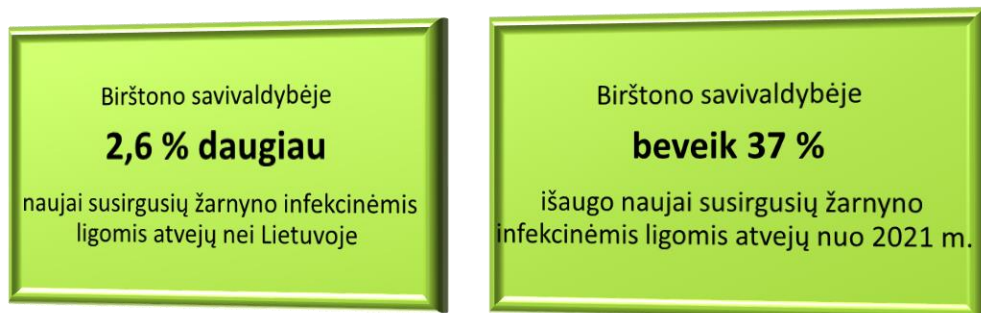 Birštono savivaldybėje
2,6 % daugiau
naujai susirgusių žarnyno infekcinėmis
ligomis atvejų nei Lietuvoje
Birštono savivaldybėje
beveik 37 %
išaugo naujai susirgusių žarnyno
infekcinėmis ligomis atvejų nuo 2021 m.